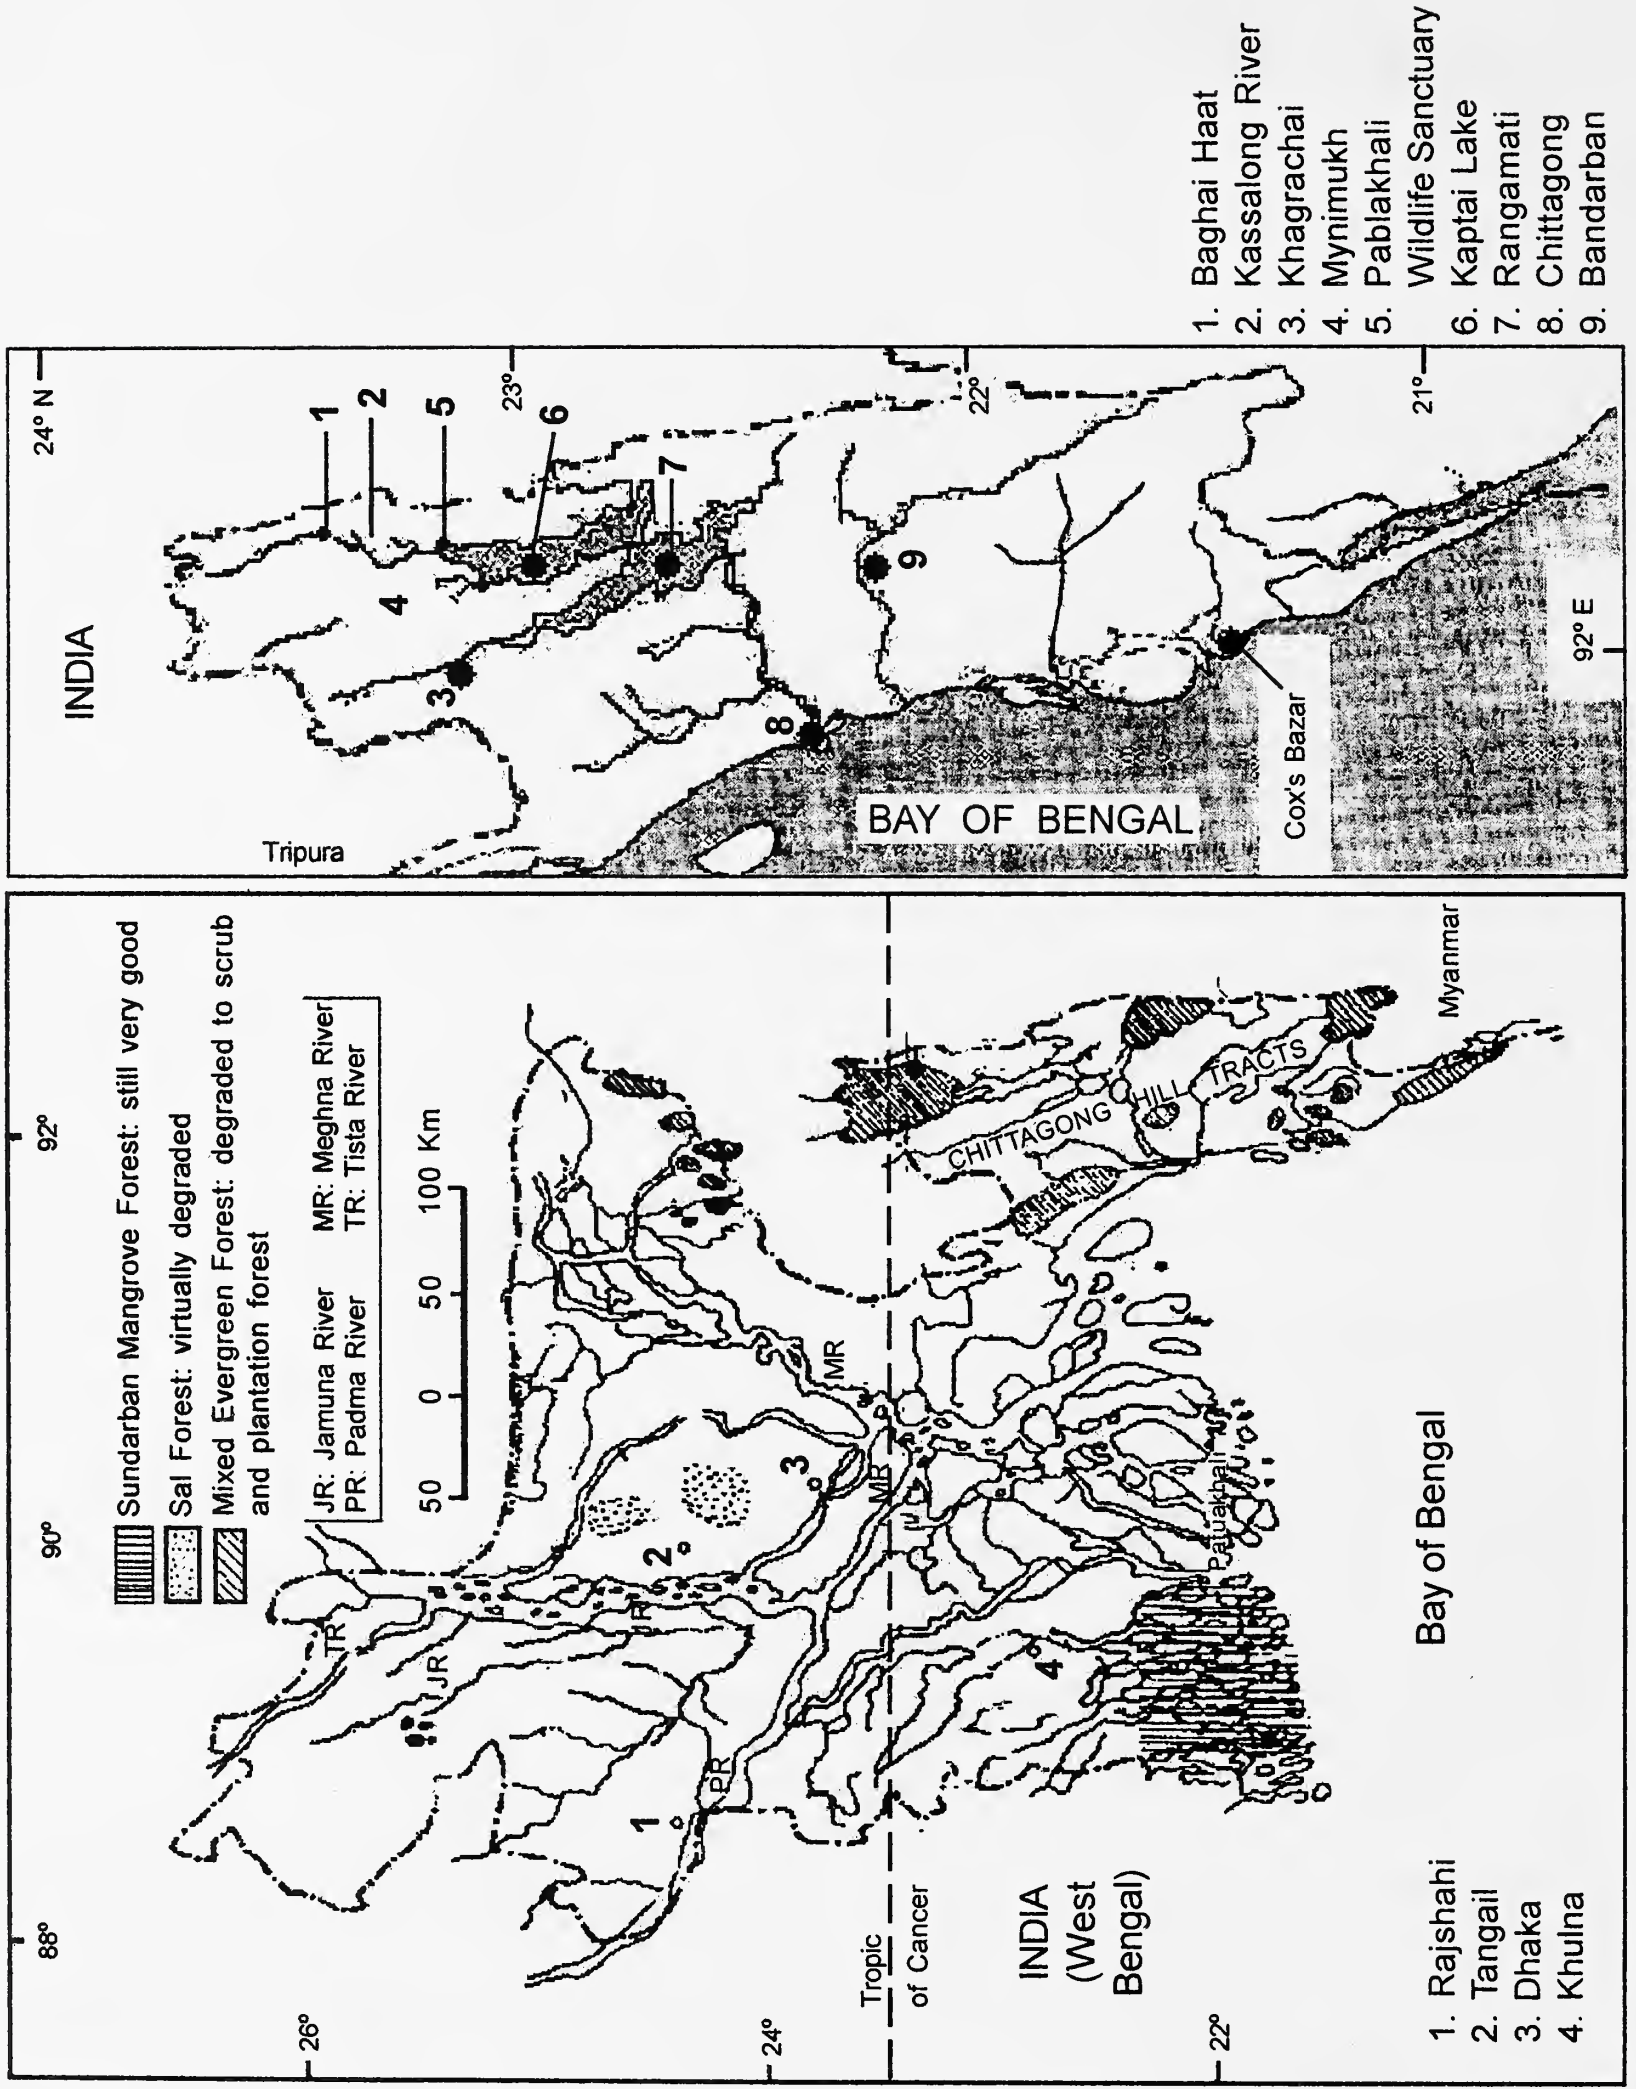 88°
90°
92°
Sundarban Mangrove Forest: still very good
Sal Forest: virtually degraded
Mixed Evergreen Forest: degraded to scrub
and plantation forest
JR: Jamuna River
MR: Meghna River
PR: Padma River
TR: Tista River
50
0
50
100 Km
26°
24°
22°
TR
JR
PR
MR
MR
1
2
3
4
Tropic
of Cancer
INDIA
(West
Bengal)
CHITTAGONG HILL TRACTS
Patuakhali
Myanmar
Bay of Bengal
1. Rajshahi
2. Tangail
3. Dhaka
4. Khulna
INDIA
Tripura
24° N
23°
22°
21°
92° E
1
2
5
6
7
4
3
8
9
BAY OF BENGAL
Cox's Bazar
1. Baghai Haat
2. Kassalong River
3. Khagrachai
4. Mynimukh
5. Pablakhali
Wildlife Sanctuary
6. Kaptai Lake
7. Rangamati
8. Chittagong
9. Bandarban